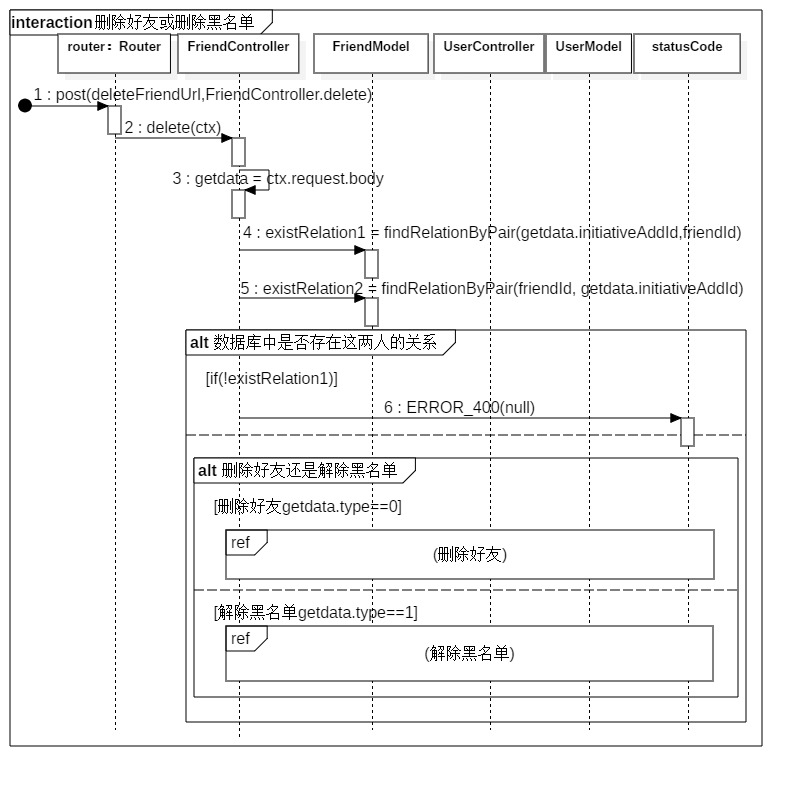 interaction 删除好友或删除黑名单
router：Router
FriendController
FriendModel
UserController
UserModel
statusCode
1 : post(deleteFriendUrl,FriendController.delete)
2 : delete(ctx)
3 : getdata = ctx.request.body
4 : existRelation1 = findRelationByPair(getdata.initiativeAddId,friendId)
5 : existRelation2 = findRelationByPair(friendId, getdata.initiativeAddId)
alt 数据库中是否存在这两人的关系
[if(!existRelation1)]
6 : ERROR_400(null)
alt 删除好友还是解除黑名单
[删除好友getdata.type==0]
ref
(删除好友)
[解除黑名单getdata.type==1]
ref
(解除黑名单)